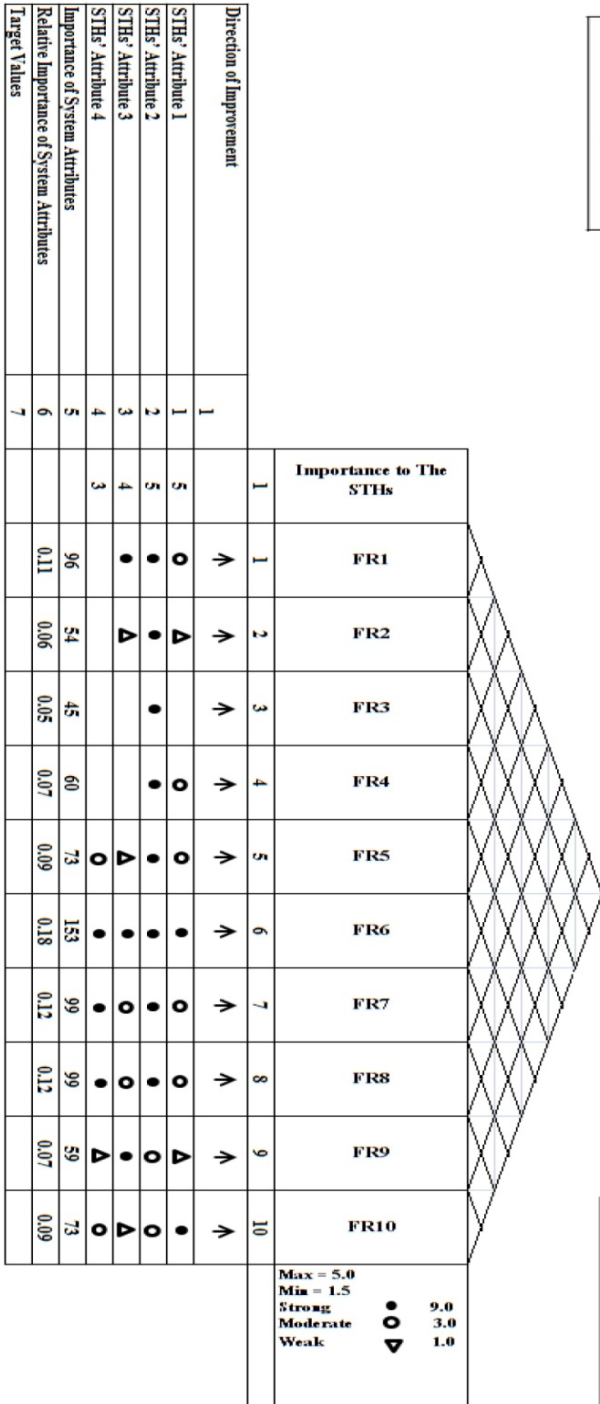 Importance to The
STHs
FR1
FR2
FR3
FR4
FR5
FR6
FR7
FR8
FR9
FR10
Max = 5.0
Min = 1.5
Strong ● 9.0
Moderate O 3.0
Weak ▽ 1.0
1 1 2 3 4 5 6 7 8 9 10
Direction of Improvement 1
STHs' Attribute 1 1 5
STHs' Attribute 2 2 5
STHs' Attribute 3 3 4
STHs' Attribute 4 4 3
Importance of System Attributes 5 96 54 45 60 73 153 99 99 59 73
Relative Importance of System Attributes 6 0.11 0.06 0.05 0.07 0.09 0.18 0.12 0.12 0.07 0.09
Target Values 7